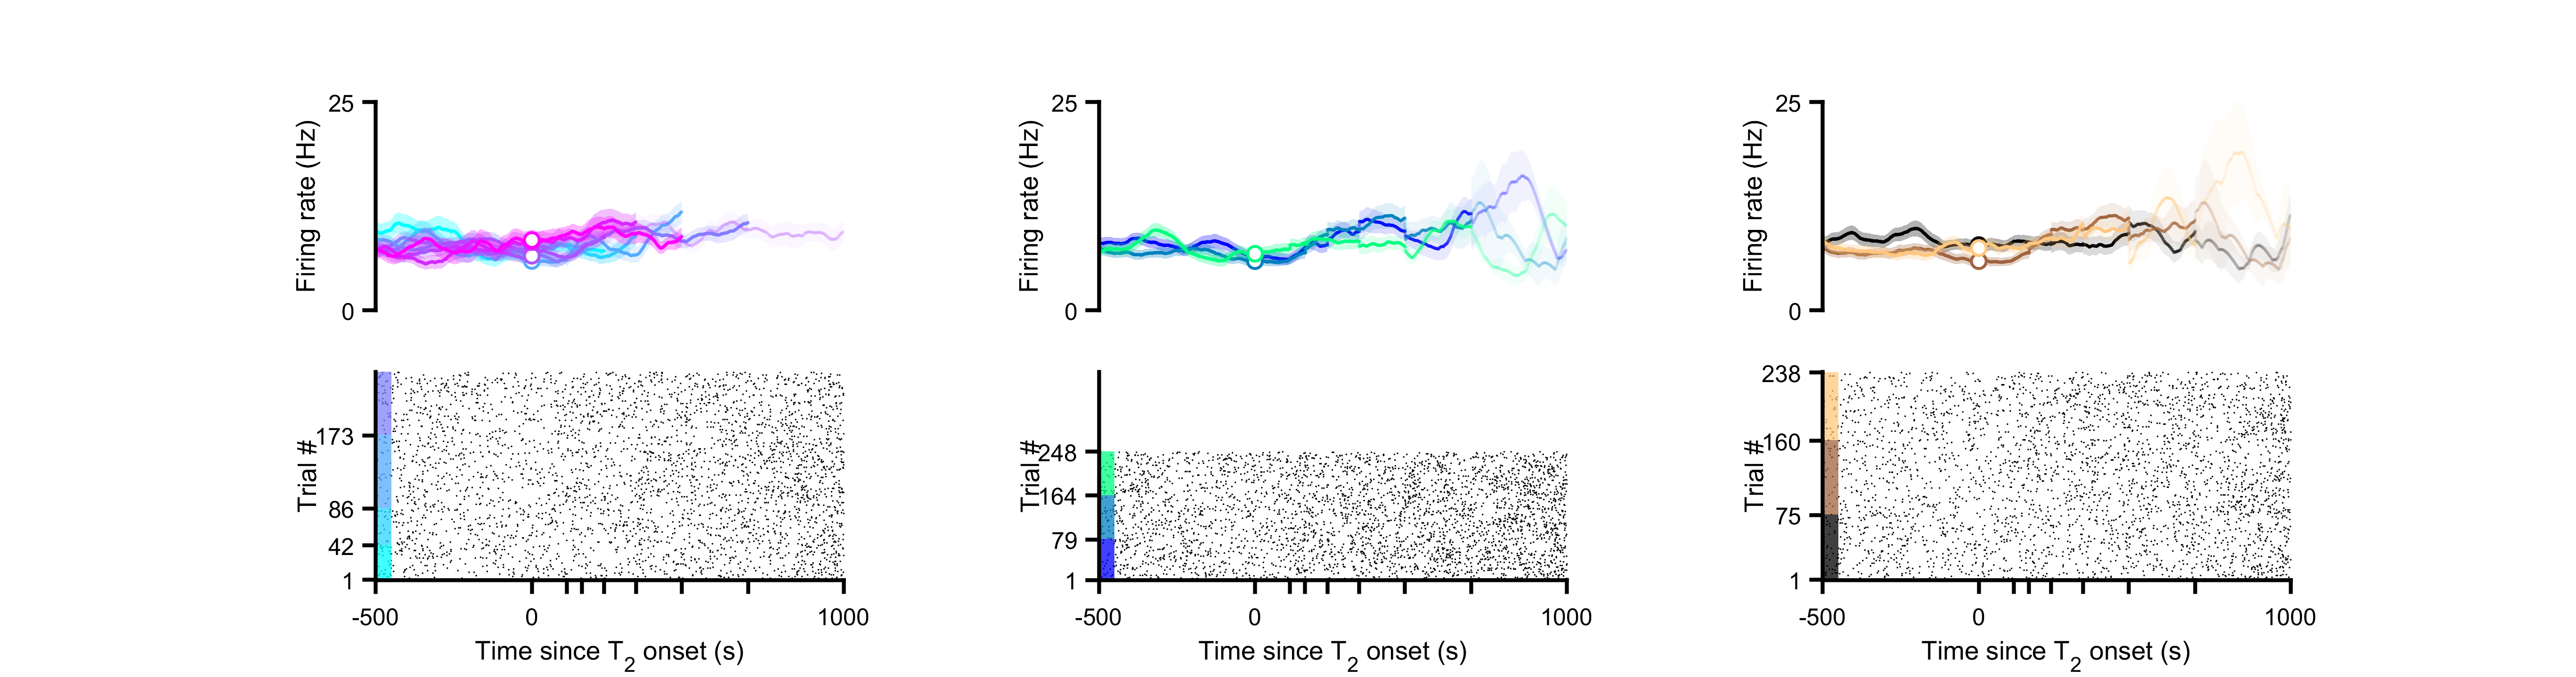 25
Firing rate (Hz)
0
173
Trial #
86
42
1
-500 0 1000
Time since T2 onset (s)
25
Firing rate (Hz)
0
248
Trial #
164
79
1
-500 0 1000
Time since T2 onset (s)
25
Firing rate (Hz)
0
238
160
Trial #
75
1
-500 0 1000
Time since T2 onset (s)